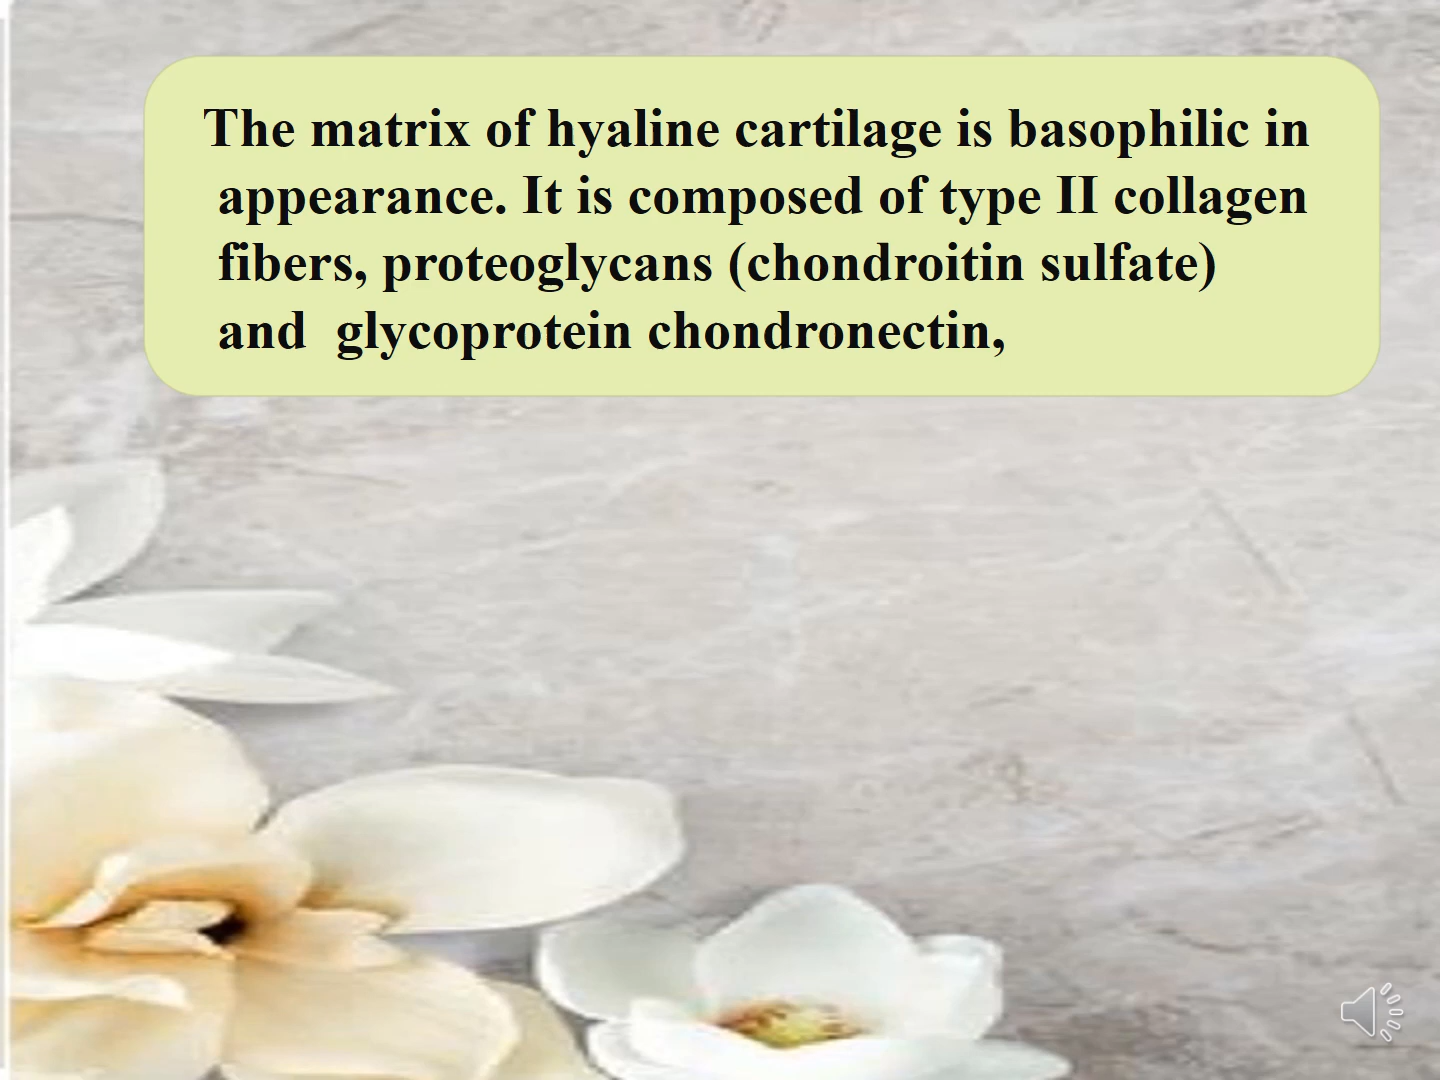 The matrix of hyaline cartilage is basophilic in
appearance. It is composed of type II collagen
fibers, proteoglycans (chondroitin sulfate)
and  glycoprotein chondronectin,